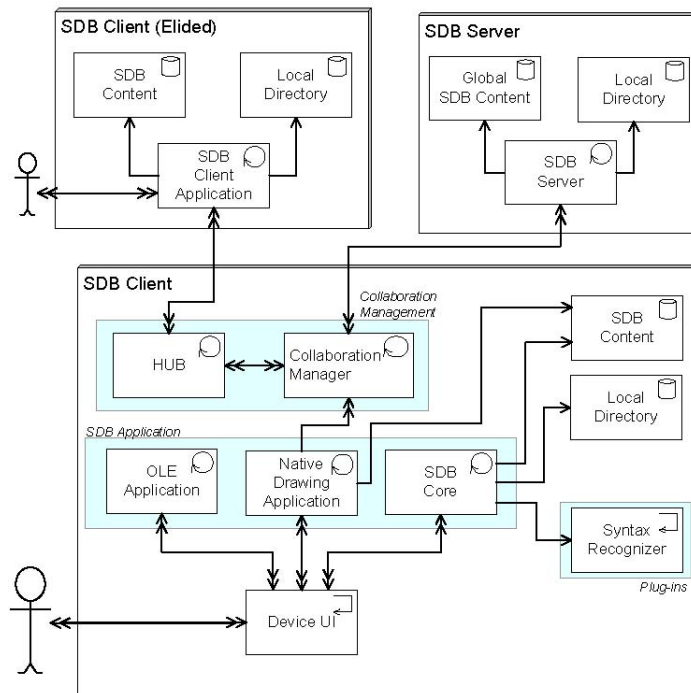 SDB Client (Elided)
SDB
Content
Local
Directory
SDB
Client
Application
SDB Server
Global
SDB Content
Local
Directory
SDB
Server
SDB Client
Collaboration
Management
HUB
Collaboration
Manager
SDB
Content
Local
Directory
SDB Application
OLE
Application
Native
Drawing
Application
SDB
Core
Syntax
Recognizer
Plug-ins
Device UI